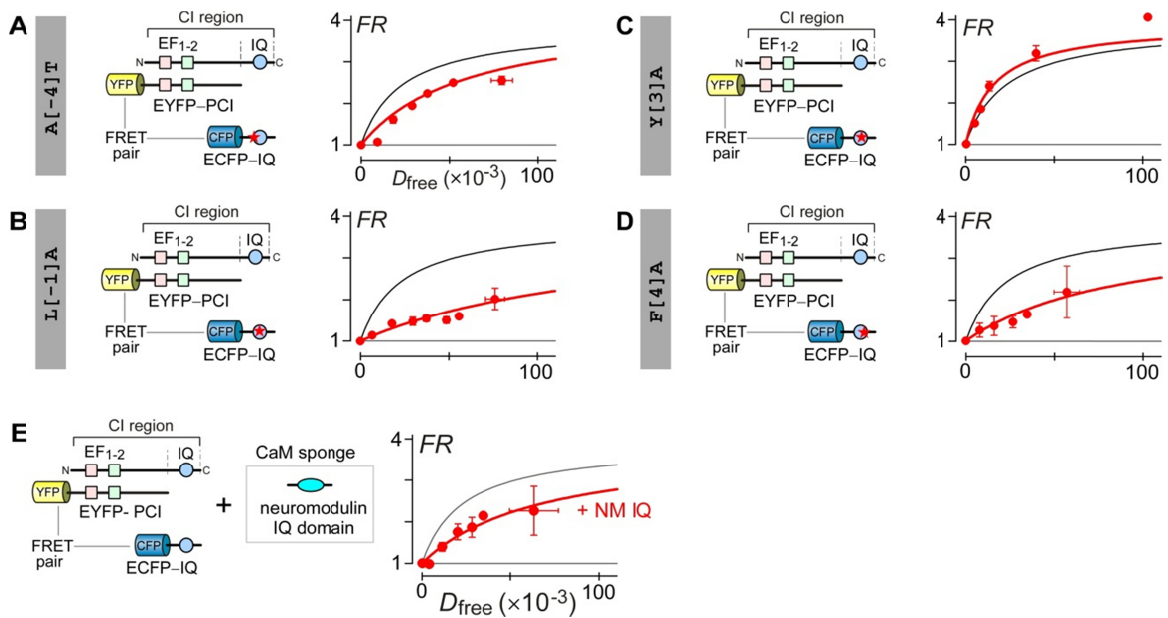 A
A[-4]T
CI region
EF1-2
IQ
N
C
YFP
EYFP–PCI
FRET
pair
CFP
ECFP–IQ
4
FR
1
0
100
Dfree (×10-3)
C
Y[3]A
CI region
EF1-2
IQ
N
C
YFP
EYFP–PCI
FRET
pair
CFP
ECFP–IQ
4
FR
1
0
100
B
L[-1]A
CI region
EF1-2
IQ
N
C
YFP
EYFP–PCI
FRET
pair
CFP
ECFP–IQ
4
FR
1
0
100
D
F[4]A
CI region
EF1-2
IQ
N
C
YFP
EYFP–PCI
FRET
pair
CFP
ECFP–IQ
4
FR
1
0
100
E
CI region
EF1-2
IQ
N
C
YFP
EYFP- PCI
FRET
pair
CFP
ECFP–IQ
+
CaM sponge
neuromodulin
IQ domain
4
FR
+ NM IQ
1
0
100
Dfree (×10-3)